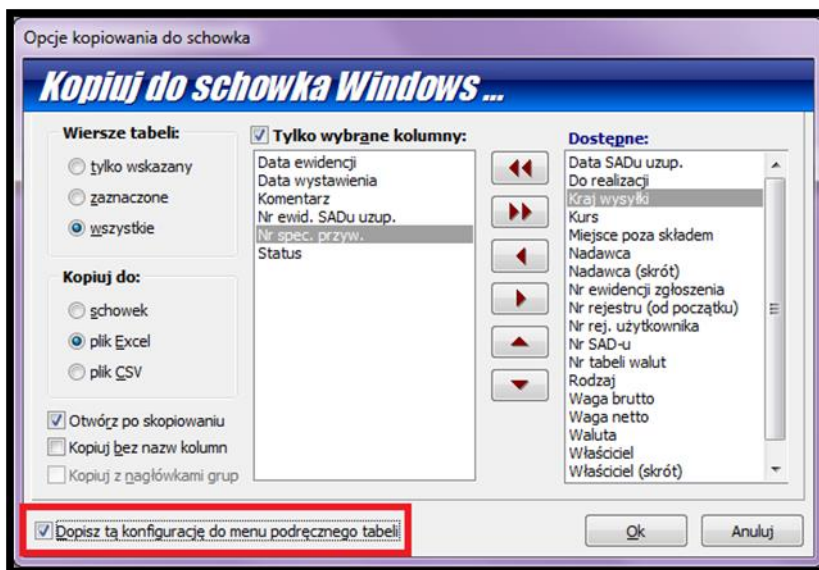 Opcje kopiowania do schowka
Kopiuj do schowka Windows ...
Wiersze tabeli:
tylko wskazany
zaznaczone
wszystkie
Kopiuj do:
schowek
plik Excel
plik CSV
Otwórz po skopiowaniu
Kopiuj bez nazw kolumn
Kopiuj z nagłówkami grup
Tylko wybrane kolumny:
Data ewidencji
Data wystawienia
Komentarz
Nr ewid. SADu uzup.
Nr spec. przyw.
Status
Dostępne:
Data SADu uzup.
Do realizacji
Kraj wysyłki
Kurs
Miejsce poza składem
Nadawca
Nadawca (skrót)
Nr ewidencji zgłoszenia
Nr rejestru (od początku)
Nr rej. użytkownika
Nr SAD-u
Nr tabeli walut
Rodzaj
Waga brutto
Waga netto
Waluta
Właściciel
Właściciel (skrót)
Dopisz tą konfigurację do menu podręcznego tabeli
Ok
Anuluj